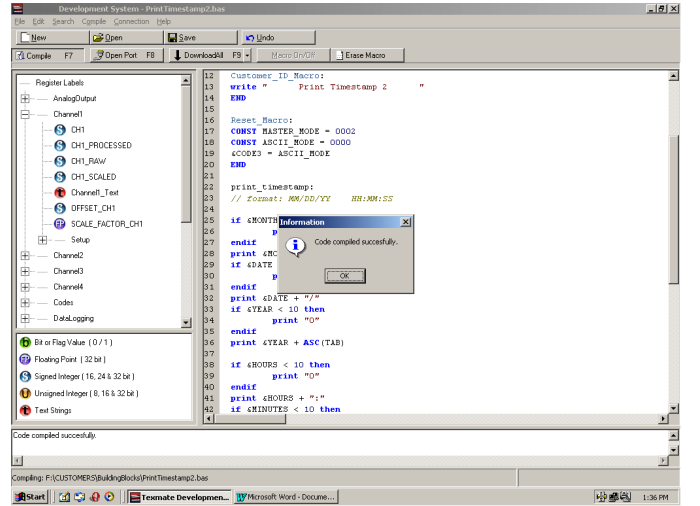 Development System - PrintTimestamp2.bas
File Edit Search Compile Connection Help
New Open Save Undo
Compile F7 Open Port F8 DownloadAll F9 Macro On/Off Erase Macro
Register Labels
AnalogOutput
Channel1
CH1
CH1_PROCESSED
CH1_RAW
CH1_SCALED
Channel1_Text
OFFSET_CH1
SCALE_FACTOR_CH1
Setup
Channel2
Channel3
Channel4
Codes
DataLogging
Bit or Flag Value ( 0 / 1 )
Floating Point ( 32 bit )
Signed Integer ( 16, 24 & 32 bit )
Unsigned Integer ( 8, 16 & 32 bit )
Text Strings
12 Customer_ID_Macro:
13 write " Print Timestamp 2 "
14 END
15
16 Reset_Macro:
17 CONST MASTER_MODE = 0002
18 CONST ASCII_MODE = 0000
19 &CODE3 = ASCII_MODE
20 END
21
22 print_timestamp:
23 // format: MM/DD/YY HH:MM:SS
24
25 if &MONTH
26 p
27 endif
28 print &MO
29 if &DATE
30 p
31 endif
32 print &DATE + "/"
33 if &YEAR < 10 then
34 print "0"
35 endif
36 print &YEAR + ASC(TAB)
37
38 if &HOURS < 10 then
39 print "0"
40 endif
41 print &HOURS + ":"
42 if &MINUTES < 10 then
Information
Code compiled succesfully.
OK
Code compiled succesfully.
Compiling: F:\CUSTOMERS\BuildingBlocks\PrintTimestamp2.bas
Start Texmate Developmen... Microsoft Word - Docume... 1:36 PM